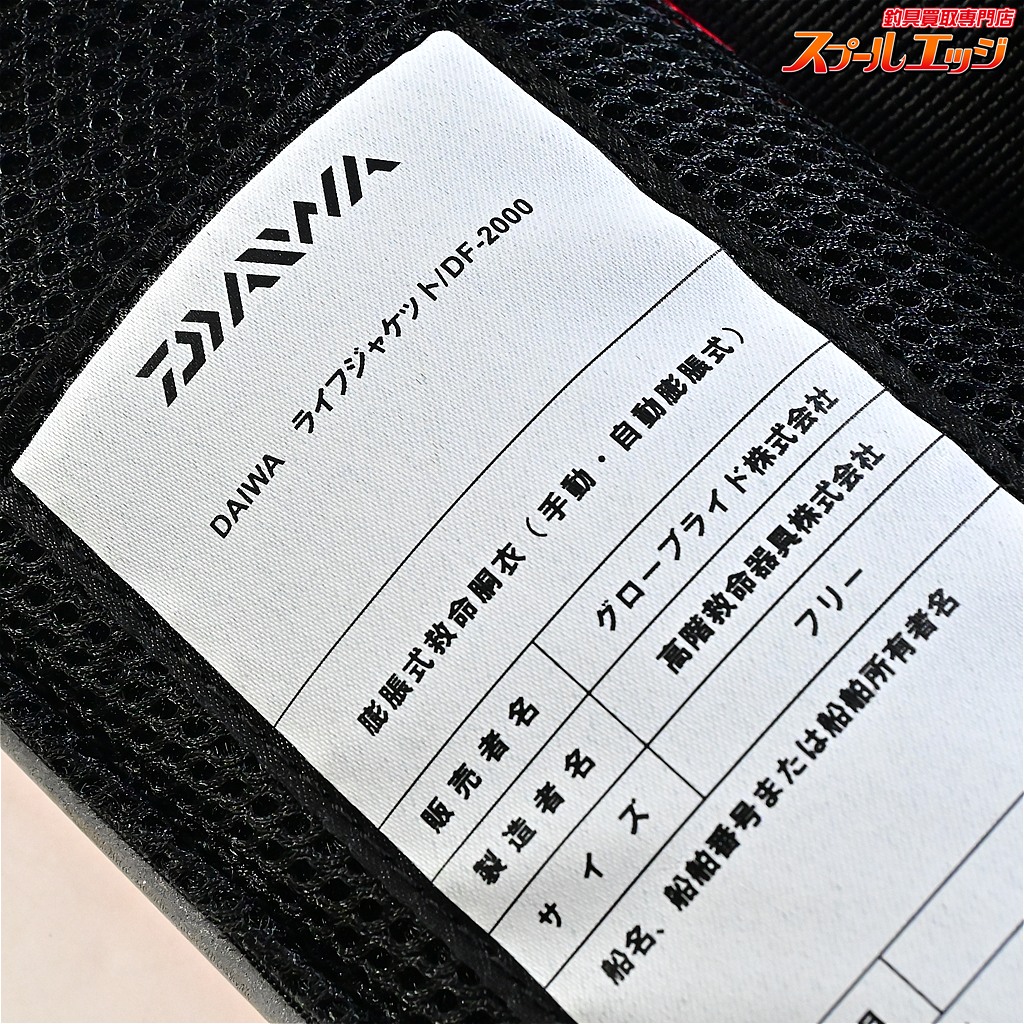 釣具買取専門店
スプールエッジ
DAIWA
DAIWA ライフジャケット/DF-2000
膨脹式救命胴衣（手動・自動膨脹式）
販売者名 グローブライド株式会社
製造者名 高階救命器具株式会社
サイズ フリー
船名、船舶番号または船舶所有者名